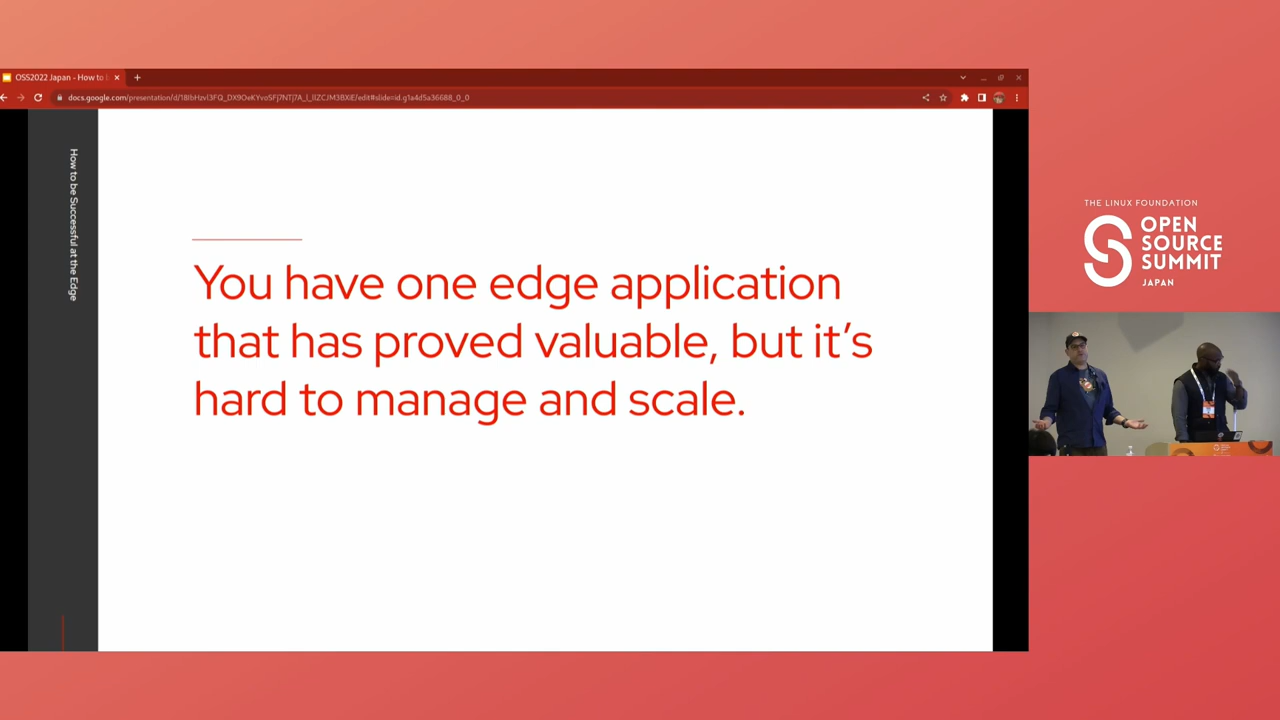 OSS2022 Japan - How to
How to be Successful at the Edge
You have one edge application
that has proved valuable, but it's
hard to manage and scale.
THE LINUX FOUNDATION
OPEN
SOURCE
SUMMIT
JAPAN